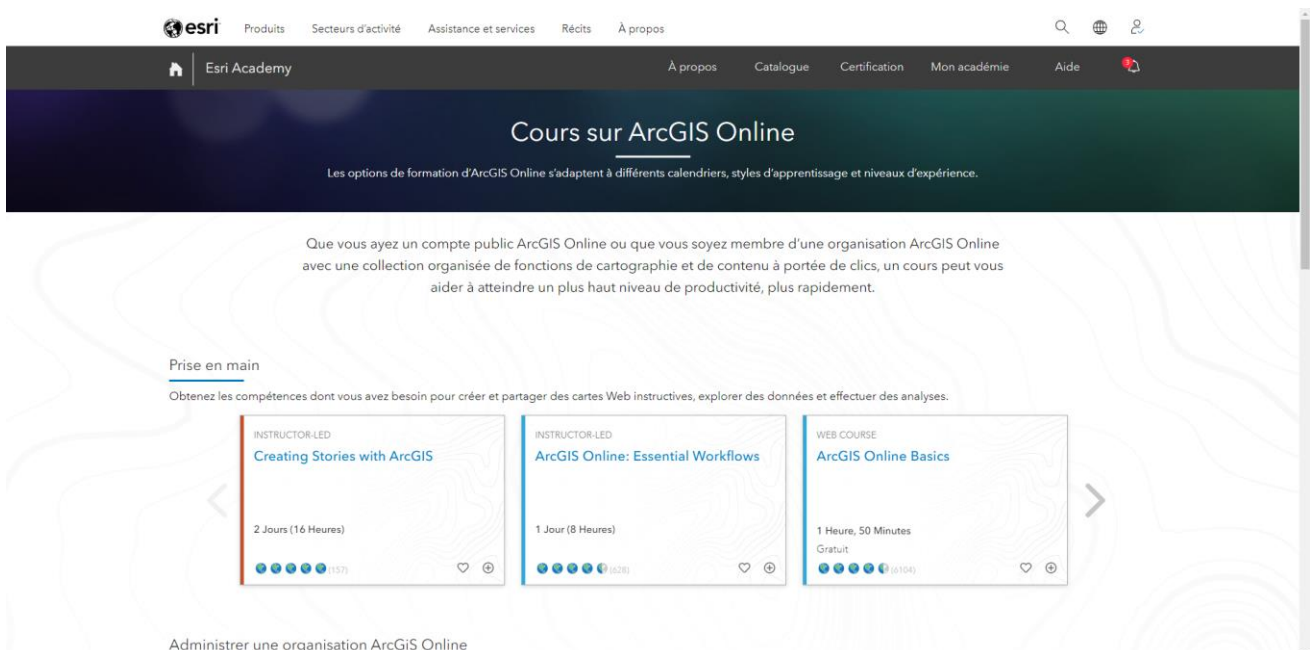 esri Produits Secteurs d'activité Assistance et services Récits À propos
Esri Academy À propos Catalogue Certification Mon académie Aide 3
Cours sur ArcGIS Online
Les options de formation d'ArcGIS Online s'adaptent à différents calendriers, styles d'apprentissage et niveaux d'expérience.
Que vous ayez un compte public ArcGIS Online ou que vous soyez membre d'une organisation ArcGIS Online
avec une collection organisée de fonctions de cartographie et de contenu à portée de clics, un cours peut vous
aider à atteindre un plus haut niveau de productivité, plus rapidement.
Prise en main
Obtenez les compétences dont vous avez besoin pour créer et partager des cartes Web instructives, explorer des données et effectuer des analyses.
INSTRUCTOR-LED
Creating Stories with ArcGIS
2 Jours (16 Heures)
(157)
INSTRUCTOR-LED
ArcGIS Online: Essential Workflows
1 Jour (8 Heures)
(628)
WEB COURSE
ArcGIS Online Basics
1 Heure, 50 Minutes
Gratuit
(6104)
Administrer une organisation ArcGiS Online